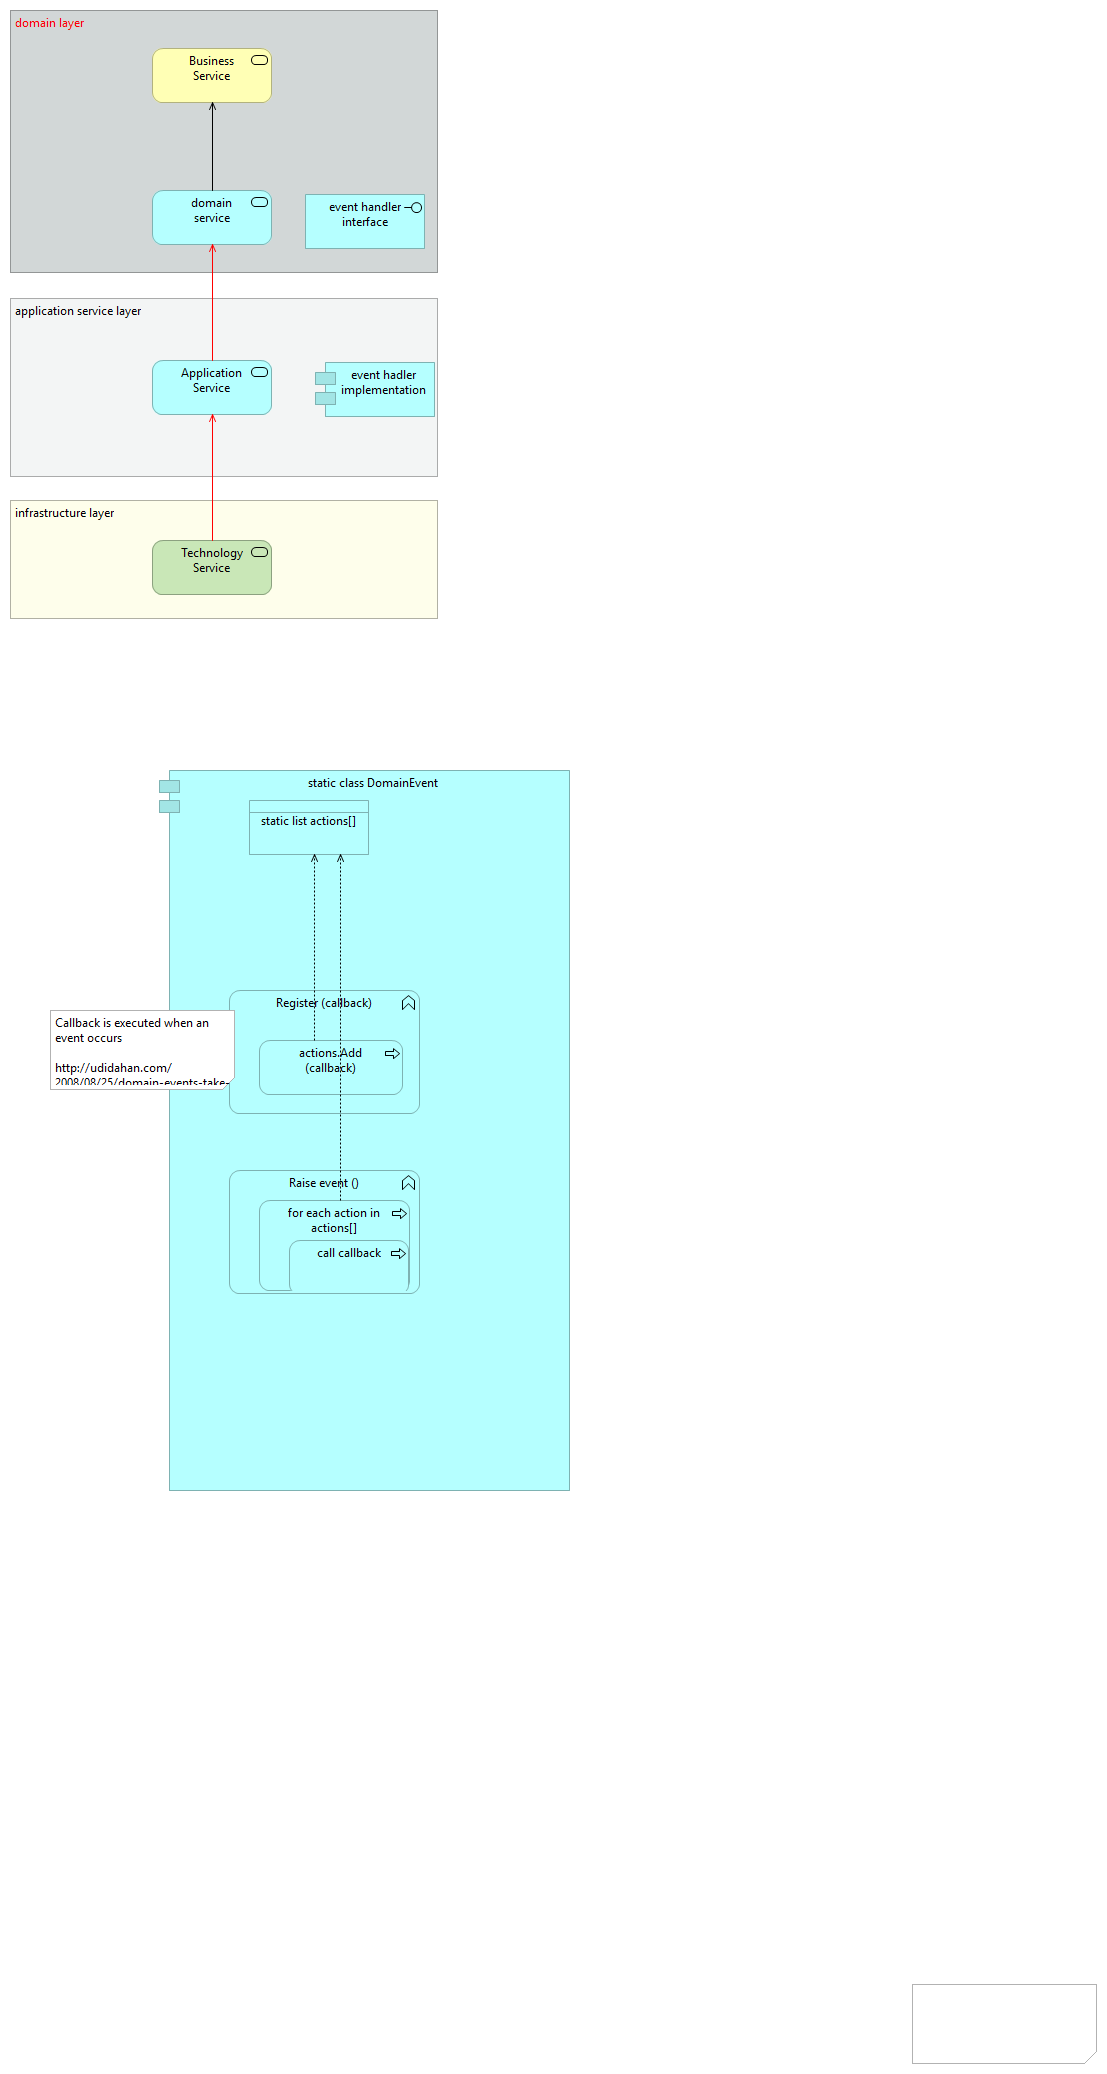 domain layer
Business
Service
domain
service
event handler
interface
application service layer
Application
Service
event hadler
implementation
infrastructure layer
Technology
Service
static class DomainEvent
static list actions[]
Register (callback)
Callback is executed when an
event occurs
actions.Add
(callback)
http://udidahan.com/
2008/08/25/domain-events-take-
Raise event ()
for each action in
actions[]
call callback